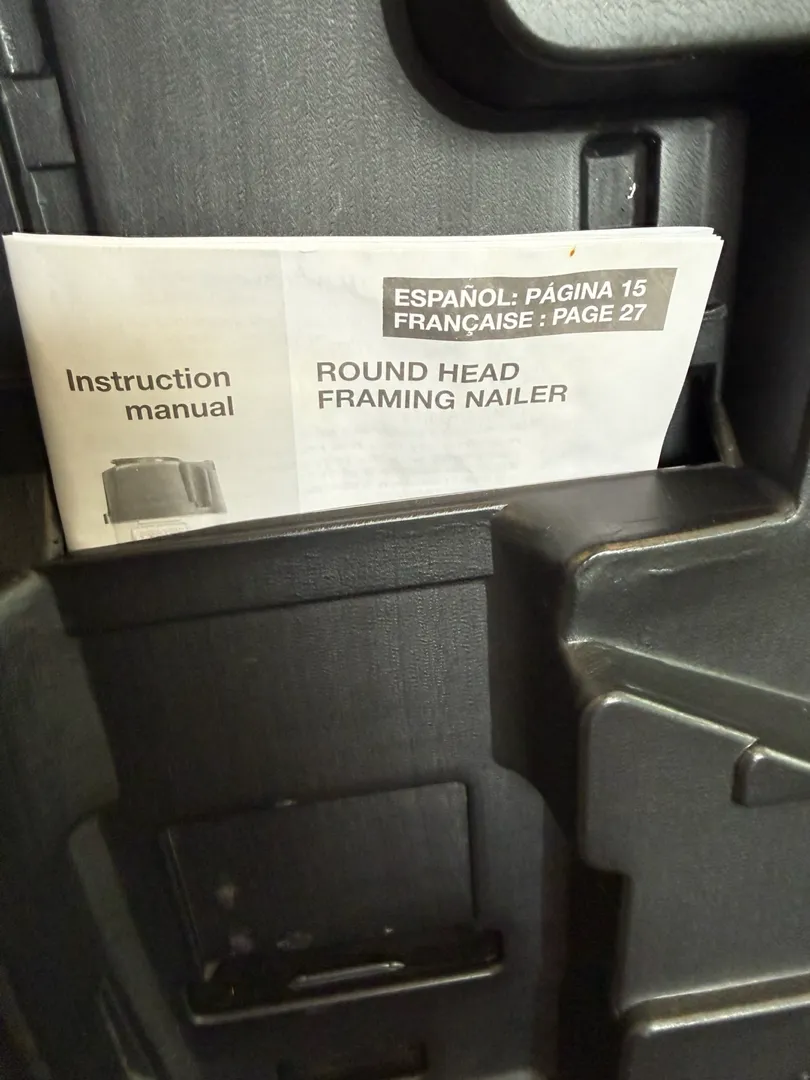 ESPAÑOL: PÁGINA 15
FRANÇAISE : PAGE 27
Instruction
manual
ROUND HEAD
FRAMING NAILER